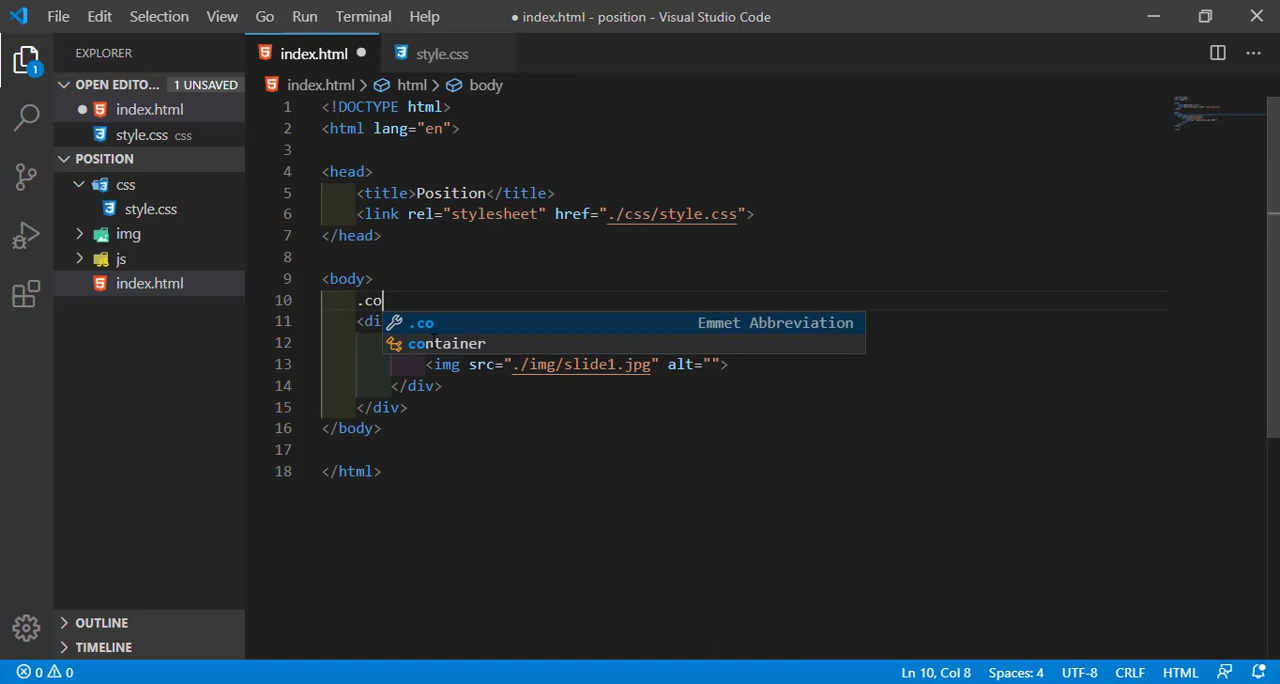 File Edit Selection View Go Run Terminal Help
● index.html - position - Visual Studio Code
EXPLORER
1
OPEN EDITO... 1 UNSAVED
index.html
style.css css
POSITION
css
style.css
img
js
index.html
OUTLINE
TIMELINE
index.html
style.css
index.html > html > body
1 <!DOCTYPE html>
2 <html lang="en">
3
4 <head>
5 <title>Position</title>
6 <link rel="stylesheet" href="./css/style.css">
7 </head>
8
9 <body>
10 .co
11 <di
.co Emmet Abbreviation
12
container
13 <img src="./img/slide1.jpg" alt="">
14 </div>
15 </div>
16 </body>
17
18 </html>
0 0 Ln 10, Col 8 Spaces: 4 UTF-8 CRLF HTML